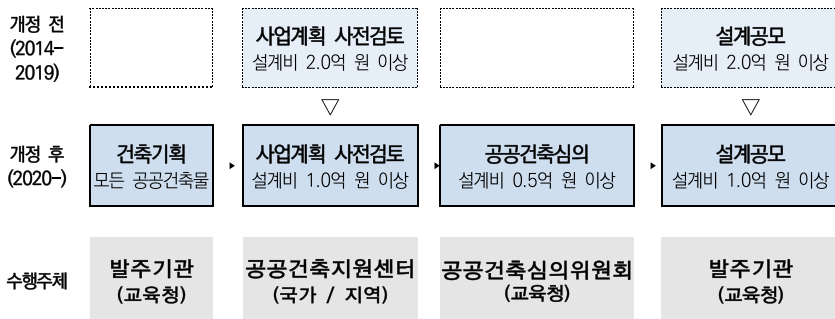 개정 전
(2014-
2019)
사업계획 사전검토
설계비 2.0억 원 이상
설계공모
설계비 2.0억 원 이상
개정 후
(2020-)
건축기획
모든 공공건축물
사업계획 사전검토
설계비 1.0억 원 이상
공공건축심의
설계비 0.5억 원 이상
설계공모
설계비 1.0억 원 이상
수행주체
발주기관
(교육청)
공공건축지원센터
(국가 / 지역)
공공건축심의위원회
(교육청)
발주기관
(교육청)